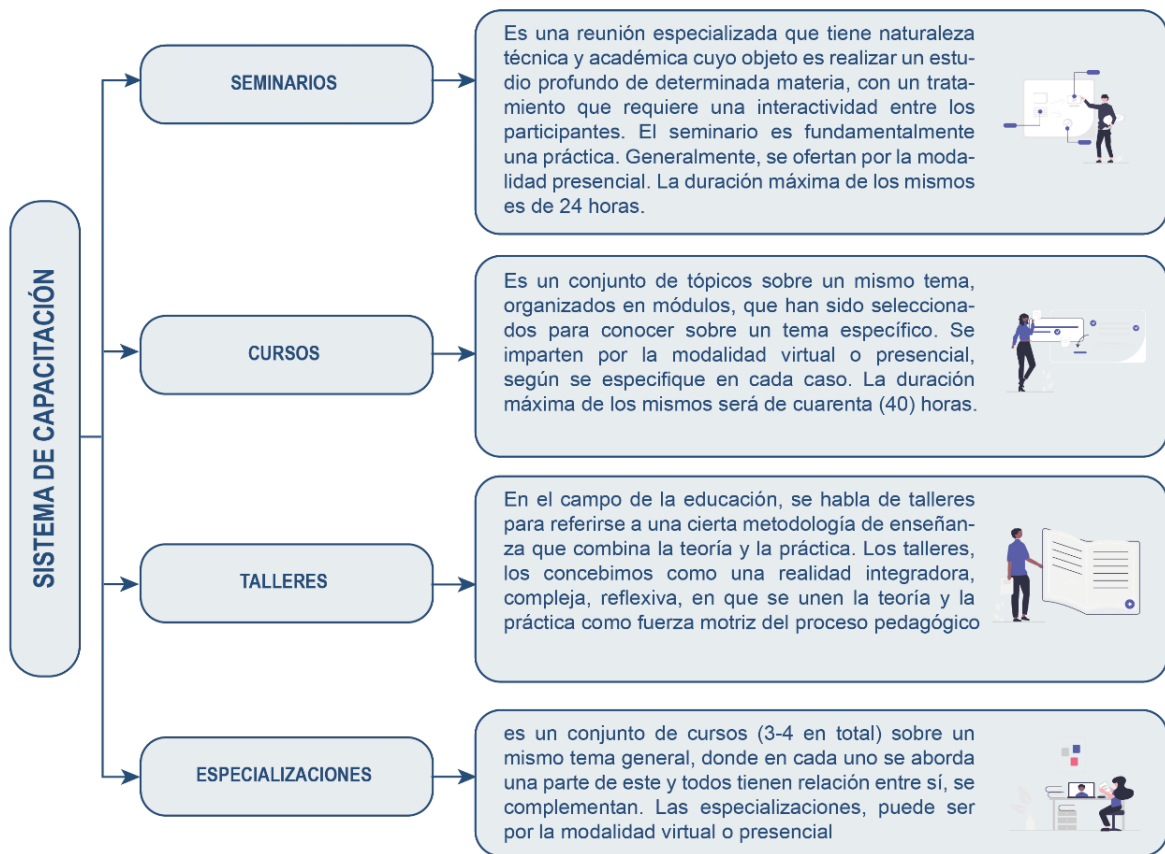 SISTEMA DE CAPACITACIÓN
SEMINARIOS
Es una reunión especializada que tiene naturaleza
técnica y académica cuyo objeto es realizar un estu-
dio profundo de determinada materia, con un trata-
miento que requiere una interactividad entre los
participantes. El seminario es fundamentalmente
una práctica. Generalmente, se ofertan por la moda-
lidad presencial. La duración máxima de los mismos
es de 24 horas.
CURSOS
Es un conjunto de tópicos sobre un mismo tema,
organizados en módulos, que han sido selecciona-
dos para conocer sobre un tema específico. Se
imparten por la modalidad virtual o presencial,
según se especifique en cada caso. La duración
máxima de los mismos será de cuarenta (40) horas.
TALLERES
En el campo de la educación, se habla de talleres
para referirse a una cierta metodología de enseñan-
za que combina la teoría y la práctica. Los talleres,
los concebimos como una realidad integradora,
compleja, reflexiva, en que se unen la teoría y la
práctica como fuerza motriz del proceso pedagógico
ESPECIALIZACIONES
es un conjunto de cursos (3-4 en total) sobre un
mismo tema general, donde en cada uno se aborda
una parte de este y todos tienen relación entre sí, se
complementan. Las especializaciones, puede ser
por la modalidad virtual o presencial